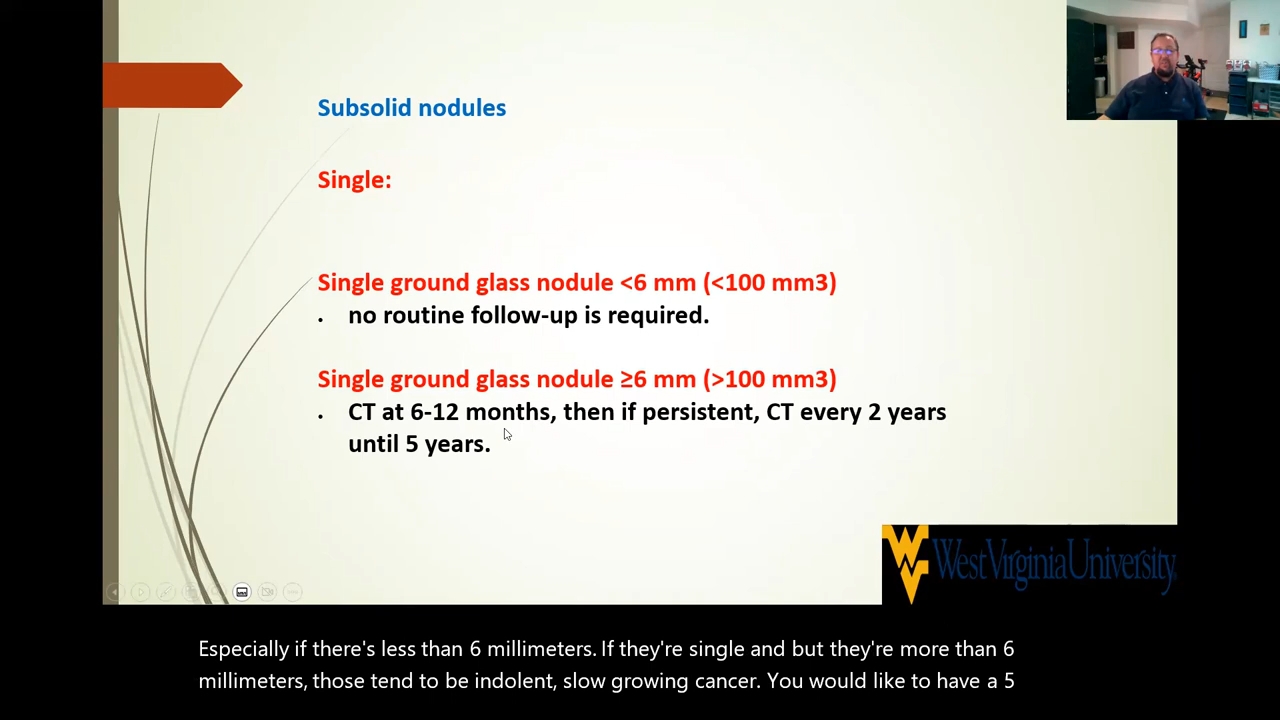 Subsolid nodules
Single:
Single ground glass nodule <6 mm (<100 mm3)
• no routine follow-up is required.
Single ground glass nodule ≥6 mm (>100 mm3)
• CT at 6-12 months, then if persistent, CT every 2 years
until 5 years.
WestVirginiaUniversity
Especially if there's less than 6 millimeters. If they're single and but they're more than 6
millimeters, those tend to be indolent, slow growing cancer. You would like to have a 5